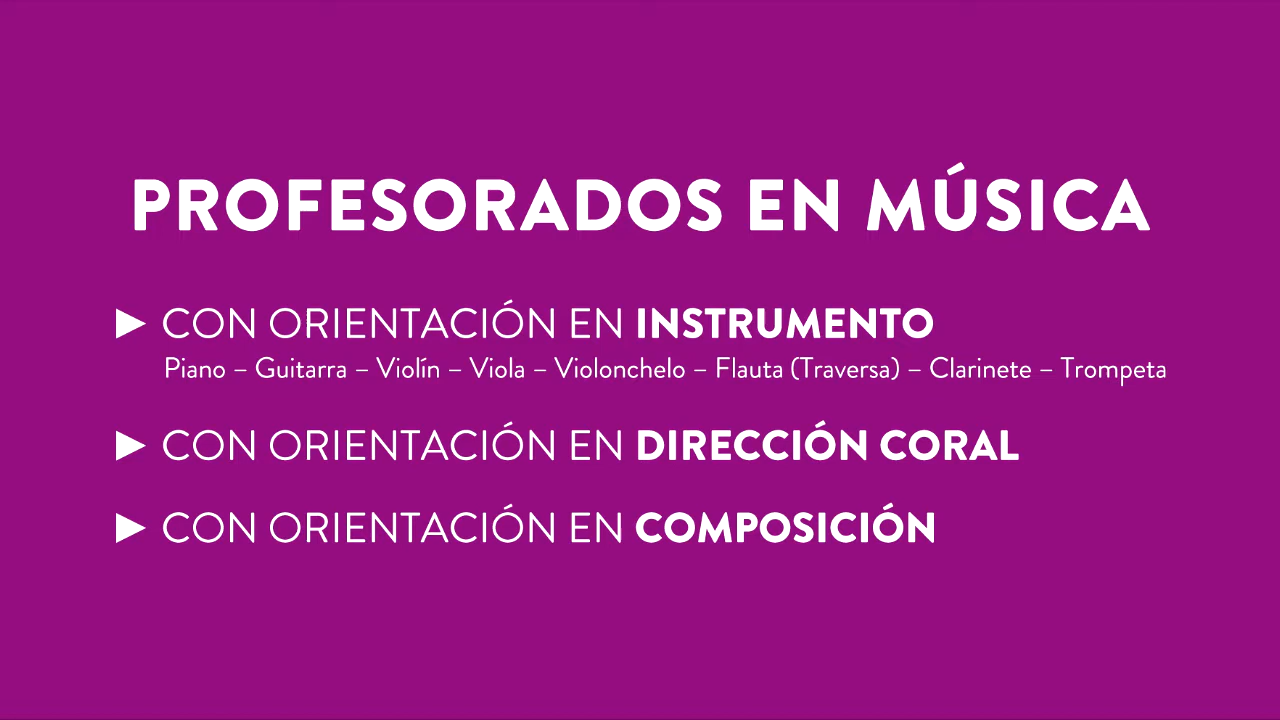 PROFESORADOS EN MÚSICA
► CON ORIENTACIÓN EN INSTRUMENTO
Piano – Guitarra – Violín – Viola – Violonchelo – Flauta (Traversa) – Clarinete – Trompeta
► CON ORIENTACIÓN EN DIRECCIÓN CORAL
► CON ORIENTACIÓN EN COMPOSICIÓN